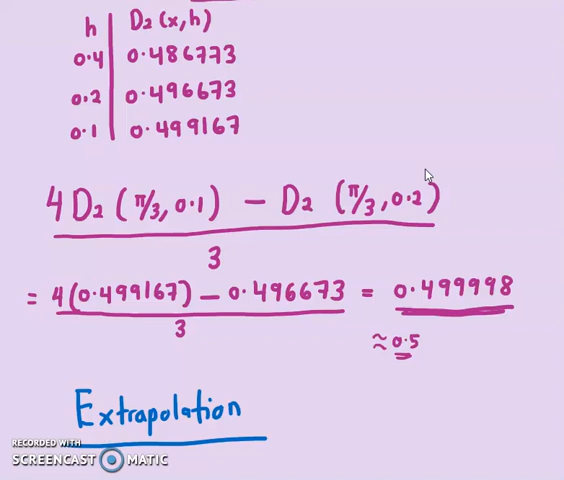 h D₂(x,h)
0.4 0.486773
0.2 0.496673
0.1 0.499167
4D₂(π/3,0.1) − D₂(π/3,0.2)
3
= 4(0.499167) − 0.496673 = 0.499998
3
≈ 0.5
Extrapolation
RECORDED WITH
SCREENCAST MATIC